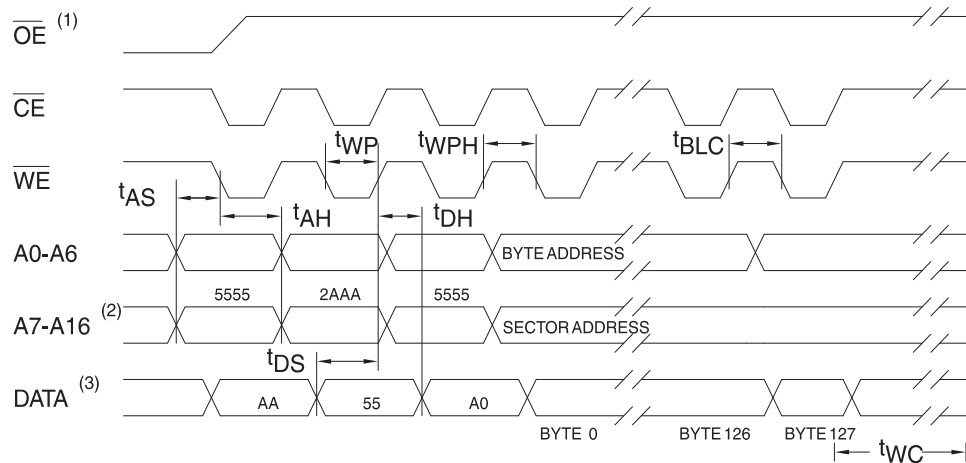 OE (1)
CE
tWP tWPH tBLC
WE
tAS
tAH tDH
A0-A6 BYTE ADDRESS
5555 2AAA 5555
A7-A16 (2) SECTOR ADDRESS
tDS
DATA (3) AA 55 A0
BYTE 0 BYTE 126 BYTE 127
tWC